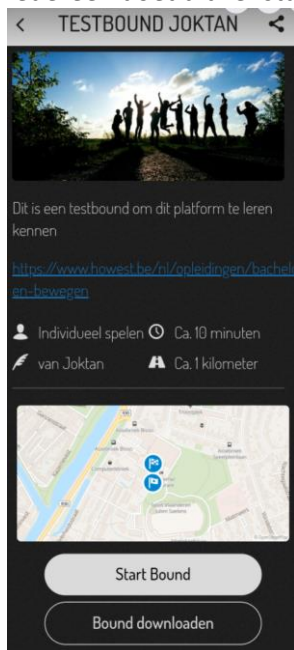 TESTBOUND JOKTAN
Dit is een testbound om dit platform te leren
kennen
https://www.howest.be/nl/opleidingen/bachelo
en-bewegen
Individueel spelen
Ca. 10 minuten
van Joktan
Ca. 1 kilometer
Start Bound
Bound downloaden